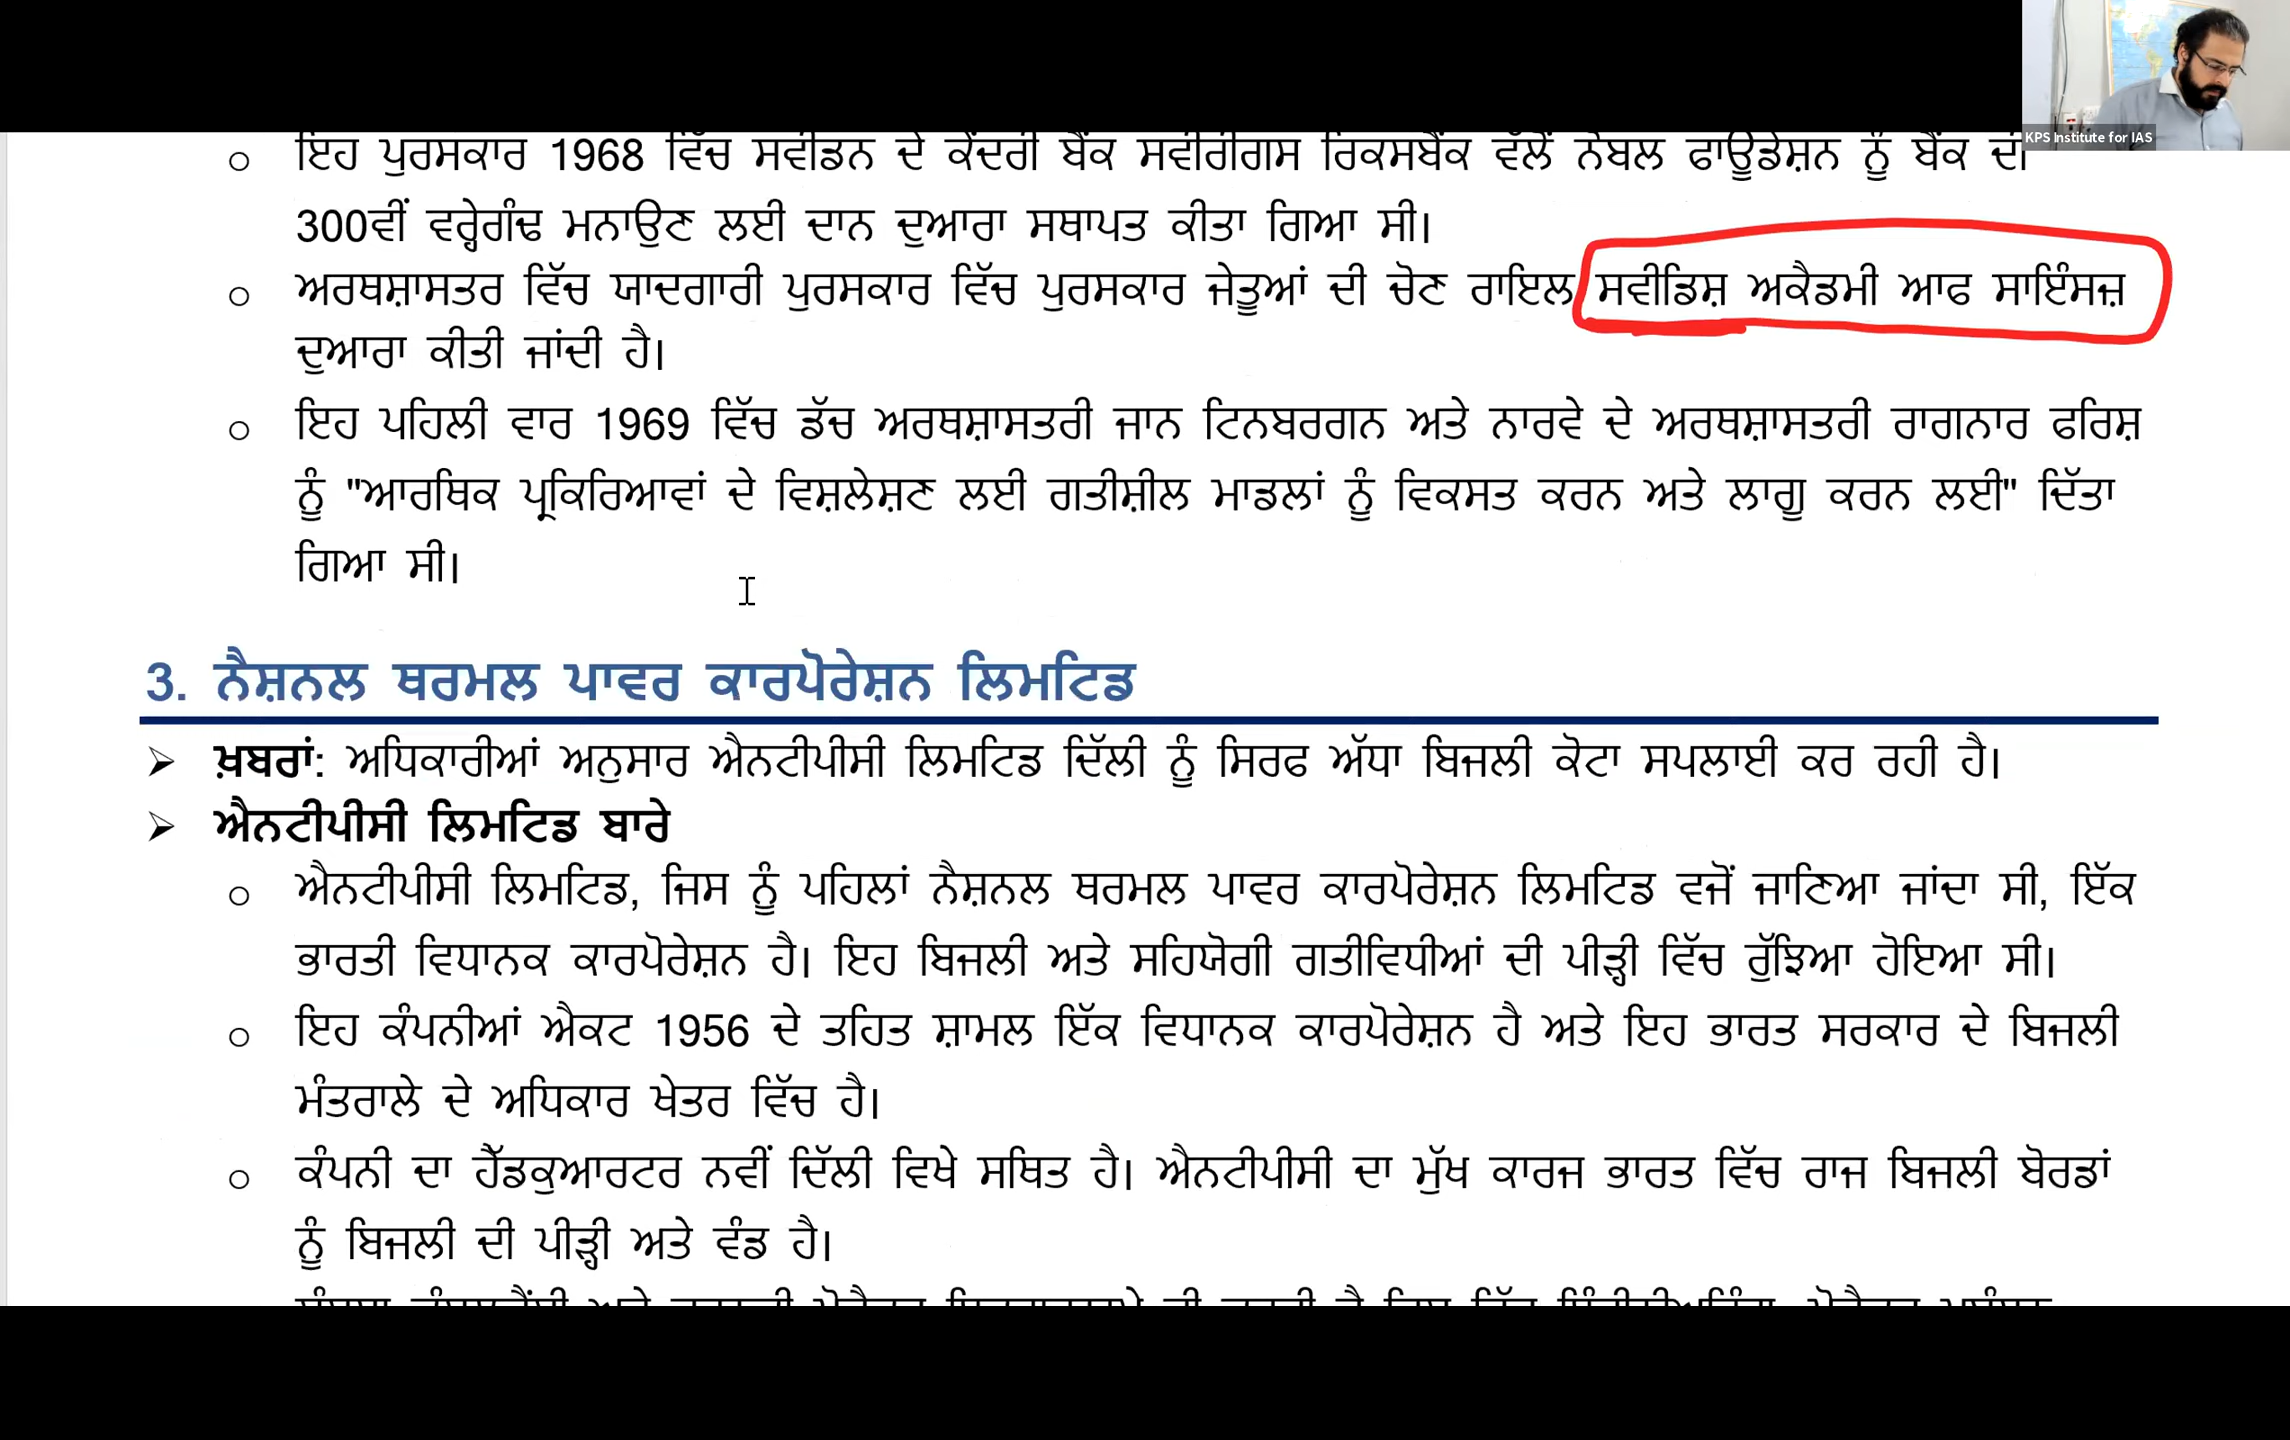 KPS Institute for IAS
ਇਹ ਪੁਰਸਕਾਰ 1968 ਵਿੱਚ ਸਵੀਡਨ ਦੇ ਕੇਂਦਰੀ ਬੈਂਕ ਸਵੀਰੀਗਸ ਰਿਕਸਬੈਂਕ ਵੱਲੋਂ ਨੋਬਲ ਫਾਊਂਡੇਸ਼ਨ ਨੂੰ ਬੈਂਕ ਦੀ
300ਵੀਂ ਵਰ੍ਹੇਗੰਢ ਮਨਾਉਣ ਲਈ ਦਾਨ ਦੁਆਰਾ ਸਥਾਪਤ ਕੀਤਾ ਗਿਆ ਸੀ।
ਅਰਥਸ਼ਾਸਤਰ ਵਿੱਚ ਯਾਦਗਾਰੀ ਪੁਰਸਕਾਰ ਵਿੱਚ ਪੁਰਸਕਾਰ ਜੇਤੂਆਂ ਦੀ ਚੋਣ ਰਾਇਲ ਸਵੀਡਿਸ਼ ਅਕੈਡਮੀ ਆਫ ਸਾਇੰਸਜ਼
ਦੁਆਰਾ ਕੀਤੀ ਜਾਂਦੀ ਹੈ।
ਇਹ ਪਹਿਲੀ ਵਾਰ 1969 ਵਿੱਚ ਡੱਚ ਅਰਥਸ਼ਾਸਤਰੀ ਜਾਨ ਟਿਨਬਰਗਨ ਅਤੇ ਨਾਰਵੇ ਦੇ ਅਰਥਸ਼ਾਸਤਰੀ ਰਾਗਨਾਰ ਫਰਿਸ਼
ਨੂੰ "ਆਰਥਿਕ ਪ੍ਰਕਿਰਿਆਵਾਂ ਦੇ ਵਿਸ਼ਲੇਸ਼ਣ ਲਈ ਗਤੀਸ਼ੀਲ ਮਾਡਲਾਂ ਨੂੰ ਵਿਕਸਤ ਕਰਨ ਅਤੇ ਲਾਗੂ ਕਰਨ ਲਈ" ਦਿੱਤਾ
ਗਿਆ ਸੀ।
3. ਨੈਸ਼ਨਲ ਥਰਮਲ ਪਾਵਰ ਕਾਰਪੋਰੇਸ਼ਨ ਲਿਮਟਿਡ
ਖ਼ਬਰਾਂ: ਅਧਿਕਾਰੀਆਂ ਅਨੁਸਾਰ ਐਨਟੀਪੀਸੀ ਲਿਮਟਿਡ ਦਿੱਲੀ ਨੂੰ ਸਿਰਫ ਅੱਧਾ ਬਿਜਲੀ ਕੋਟਾ ਸਪਲਾਈ ਕਰ ਰਹੀ ਹੈ।
ਐਨਟੀਪੀਸੀ ਲਿਮਟਿਡ ਬਾਰੇ
ਐਨਟੀਪੀਸੀ ਲਿਮਟਿਡ, ਜਿਸ ਨੂੰ ਪਹਿਲਾਂ ਨੈਸ਼ਨਲ ਥਰਮਲ ਪਾਵਰ ਕਾਰਪੋਰੇਸ਼ਨ ਲਿਮਟਿਡ ਵਜੋਂ ਜਾਣਿਆ ਜਾਂਦਾ ਸੀ, ਇੱਕ
ਭਾਰਤੀ ਵਿਧਾਨਕ ਕਾਰਪੋਰੇਸ਼ਨ ਹੈ। ਇਹ ਬਿਜਲੀ ਅਤੇ ਸਹਿਯੋਗੀ ਗਤੀਵਿਧੀਆਂ ਦੀ ਪੀੜ੍ਹੀ ਵਿੱਚ ਰੁੱਝਿਆ ਹੋਇਆ ਸੀ।
ਇਹ ਕੰਪਨੀਆਂ ਐਕਟ 1956 ਦੇ ਤਹਿਤ ਸ਼ਾਮਲ ਇੱਕ ਵਿਧਾਨਕ ਕਾਰਪੋਰੇਸ਼ਨ ਹੈ ਅਤੇ ਇਹ ਭਾਰਤ ਸਰਕਾਰ ਦੇ ਬਿਜਲੀ
ਮੰਤਰਾਲੇ ਦੇ ਅਧਿਕਾਰ ਖੇਤਰ ਵਿੱਚ ਹੈ।
ਕੰਪਨੀ ਦਾ ਹੈੱਡਕੁਆਰਟਰ ਨਵੀਂ ਦਿੱਲੀ ਵਿਖੇ ਸਥਿਤ ਹੈ। ਐਨਟੀਪੀਸੀ ਦਾ ਮੁੱਖ ਕਾਰਜ ਭਾਰਤ ਵਿੱਚ ਰਾਜ ਬਿਜਲੀ ਬੋਰਡਾਂ
ਨੂੰ ਬਿਜਲੀ ਦੀ ਪੀੜ੍ਹੀ ਅਤੇ ਵੰਡ ਹੈ।